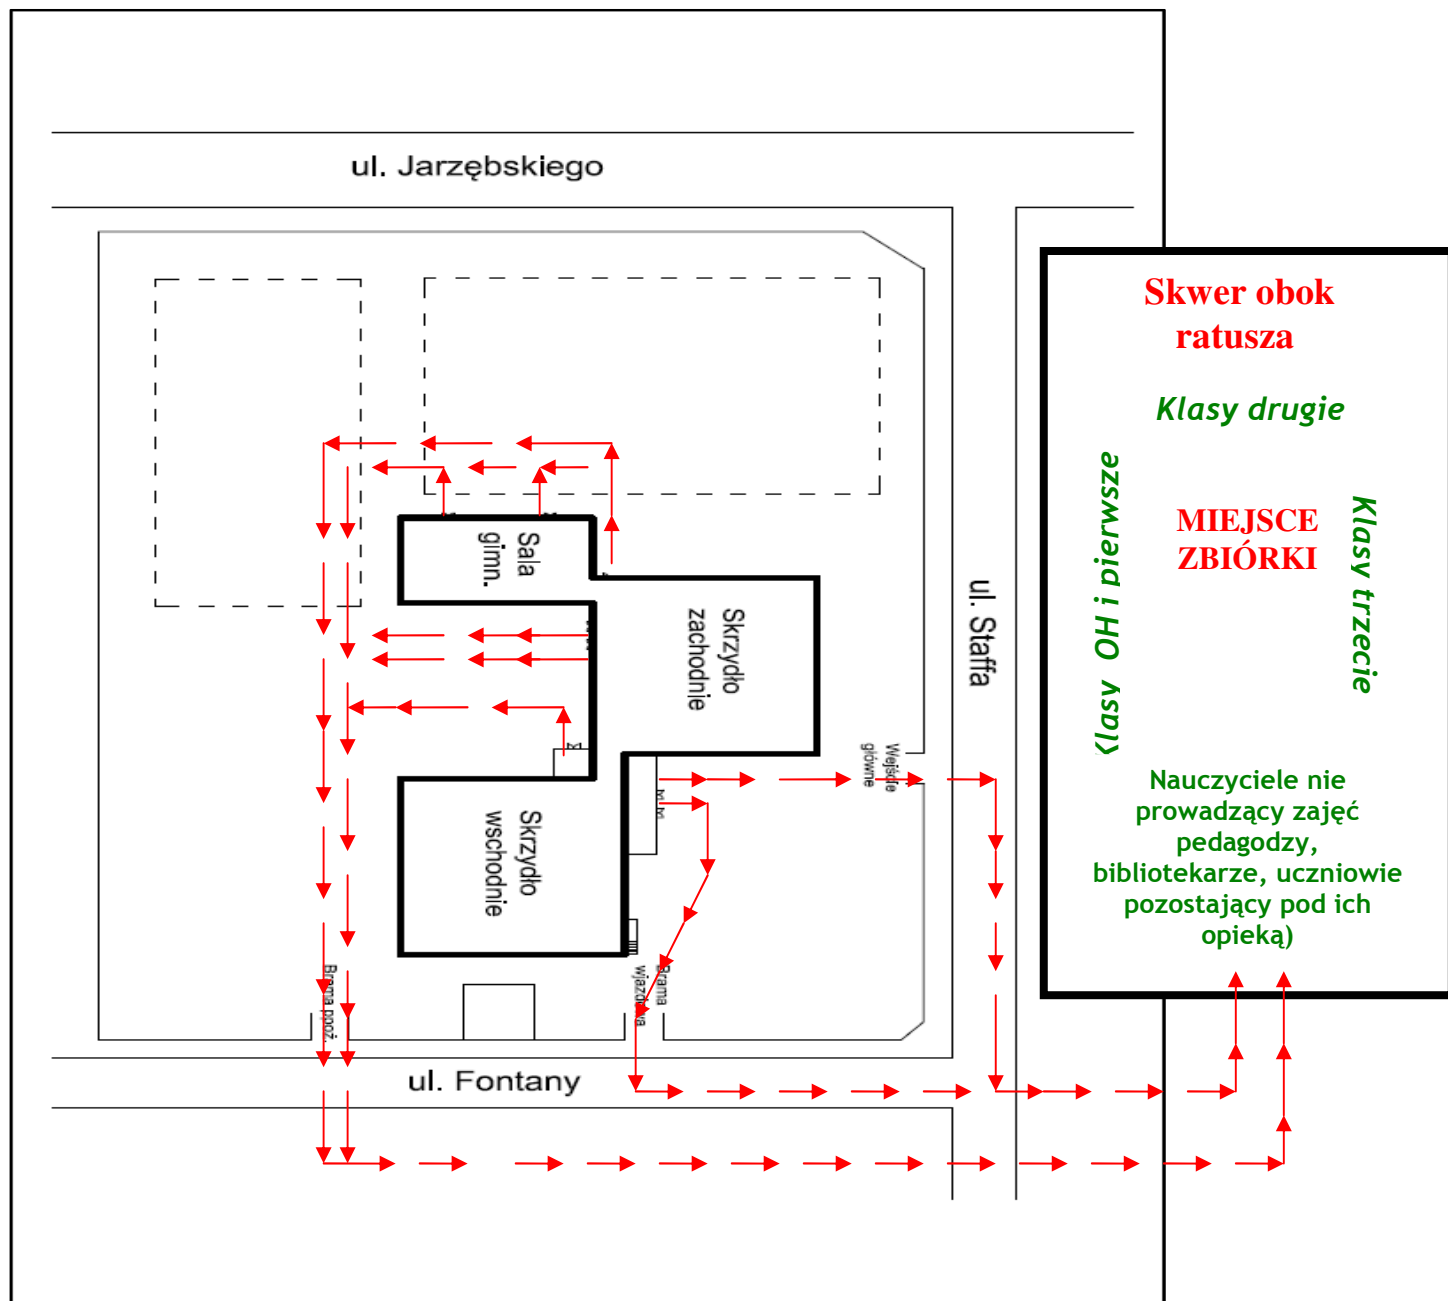 ul. Jarzębskiego
Skwer obok
ratusza
Klasy drugie
Klasy OH i pierwsze
MIEJSCE
ZBIÓRKI
Klasy trzecie
Sala
gimn.
Skrzydło
zachodnie
ul. Staffa
Wejście
główne
Skrzydło
wschodnie
Nauczyciele nie
prowadzący zajęć
pedagodzy,
bibliotekarze, uczniowie
pozostający pod ich
opieką)
Brama ppoż.
Brama
wjazdowa
ul. Fontany